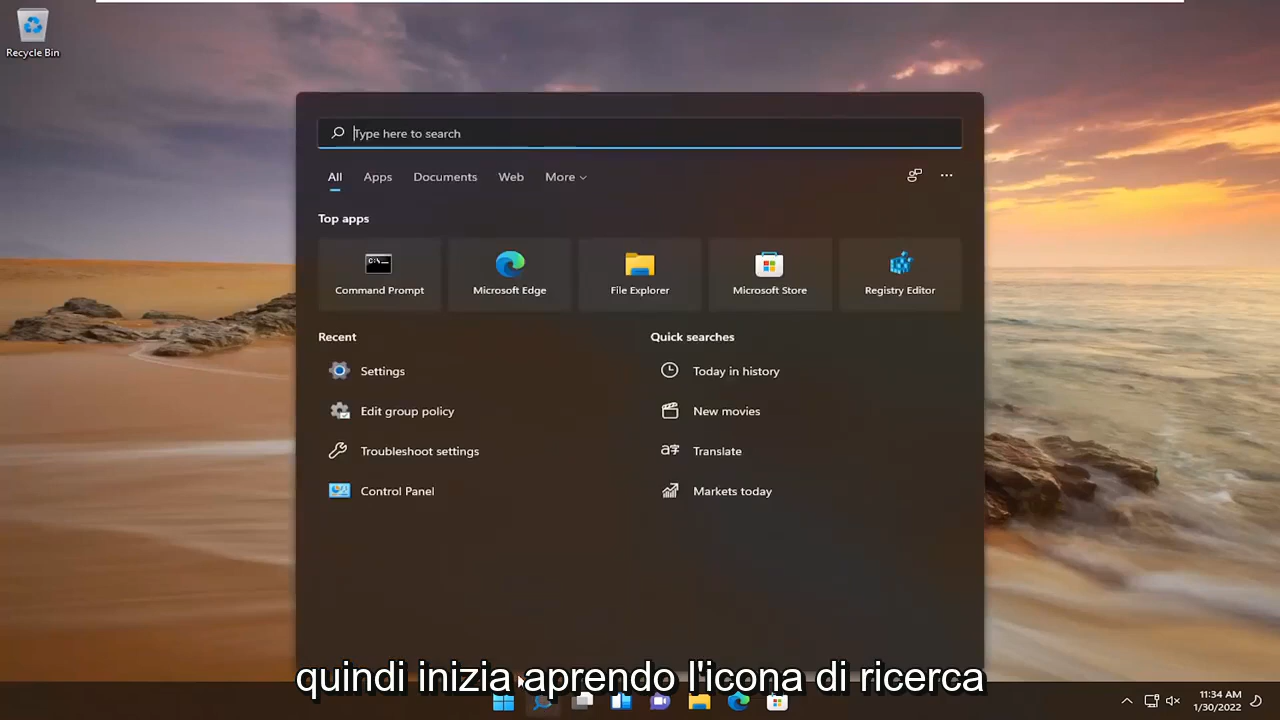 Recycle Bin
Type here to search
All Apps Documents Web More
Top apps
Command Prompt Microsoft Edge File Explorer Microsoft Store Registry Editor
Recent Quick searches
Settings Today in history
Edit group policy New movies
Troubleshoot settings Translate
Control Panel Markets today
quindi inizia aprendo l'icona di ricerca
11:34 AM
1/30/2022